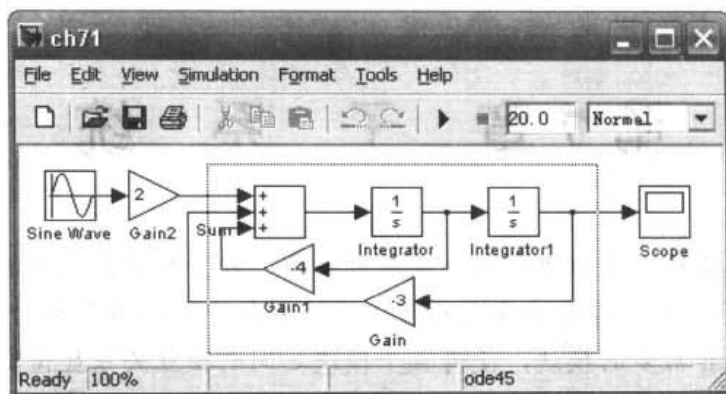 ch71
File Edit View Simulation Format Tools Help
20.0 Normal
2
+
+
+
1
s
1
s
Sine Wave Gain2 Sum Integrator Integrator1 Scope
-4
Gain1
-3
Gain
Ready 100% ode45